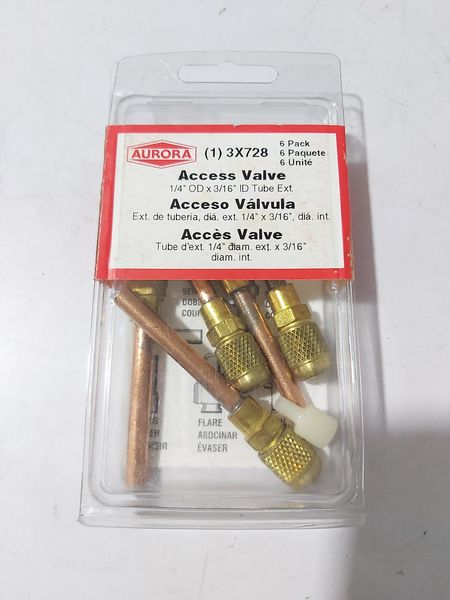 AURORA
(1) 3X728
6 Pack
6 Paquete
6 Unité
Access Valve
1/4" OD x 3/16" ID Tube Ext.
Acceso Válvula
Ext. de tuberia, diá. ext. 1/4" x 3/16", diá. int.
Accès Valve
Tube d'ext. 1/4" diam. ext. x 3/16"
diam. int.
FLARE
ABOCINAR
ÉVASER